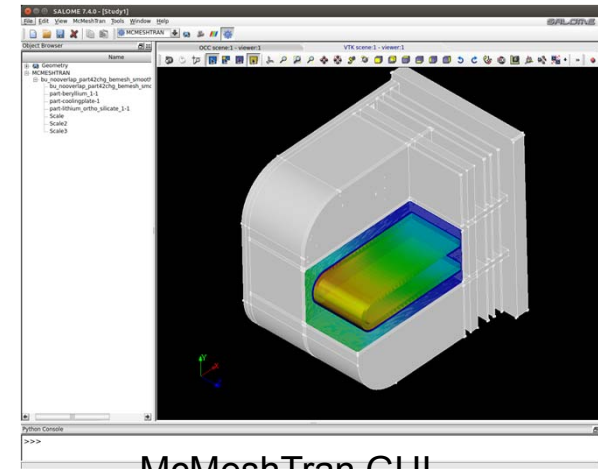 SALOME 7.4.0 - [Study1]
File Edit View McMeshTran Tools Window Help
SALOME
MCMESHTRAN
Object Browser
OCC scene:1 - viewer:1
VTK scene:1 - viewer:1
Name
Geometry
MCMESHTRAN
bu_nooverlap_part42chg_bemesh_smooth
bu_nooverlap_part42chg_bemesh_smo
part-beryllium_1-1
part-coolingplate-1
part-lithium_ortho_silicate_1-1
Scale
Scale2
Scale3
Y
X
Python Console
>>>
McMeshTran GUI